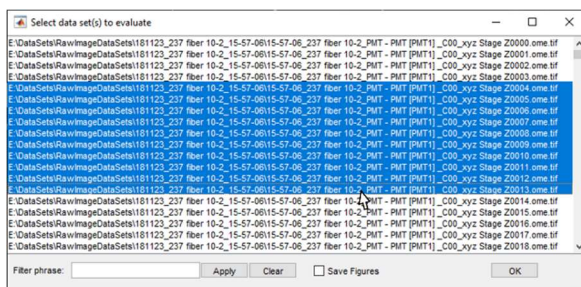 Select data set(s) to evaluate
E:\DataSets\RawImageDataSets\181123_237 fiber 10-2_15-57-06\15-57-06_237 fiber 10-2_PMT - PMT [PMT1] _C00_xyz Stage Z0000.ome.tif
E:\DataSets\RawImageDataSets\181123_237 fiber 10-2_15-57-06\15-57-06_237 fiber 10-2_PMT - PMT [PMT1] _C00_xyz Stage Z0001.ome.tif
E:\DataSets\RawImageDataSets\181123_237 fiber 10-2_15-57-06\15-57-06_237 fiber 10-2_PMT - PMT [PMT1] _C00_xyz Stage Z0002.ome.tif
E:\DataSets\RawImageDataSets\181123_237 fiber 10-2_15-57-06\15-57-06_237 fiber 10-2_PMT - PMT [PMT1] _C00_xyz Stage Z0003.ome.tif
E:\DataSets\RawImageDataSets\181123_237 fiber 10-2_15-57-06\15-57-06_237 fiber 10-2_PMT - PMT [PMT1] _C00_xyz Stage Z0004.ome.tif
E:\DataSets\RawImageDataSets\181123_237 fiber 10-2_15-57-06\15-57-06_237 fiber 10-2_PMT - PMT [PMT1] _C00_xyz Stage Z0005.ome.tif
E:\DataSets\RawImageDataSets\181123_237 fiber 10-2_15-57-06\15-57-06_237 fiber 10-2_PMT - PMT [PMT1] _C00_xyz Stage Z0006.ome.tif
E:\DataSets\RawImageDataSets\181123_237 fiber 10-2_15-57-06\15-57-06_237 fiber 10-2_PMT - PMT [PMT1] _C00_xyz Stage Z0007.ome.tif
E:\DataSets\RawImageDataSets\181123_237 fiber 10-2_15-57-06\15-57-06_237 fiber 10-2_PMT - PMT [PMT1] _C00_xyz Stage Z0008.ome.tif
E:\DataSets\RawImageDataSets\181123_237 fiber 10-2_15-57-06\15-57-06_237 fiber 10-2_PMT - PMT [PMT1] _C00_xyz Stage Z0009.ome.tif
E:\DataSets\RawImageDataSets\181123_237 fiber 10-2_15-57-06\15-57-06_237 fiber 10-2_PMT - PMT [PMT1] _C00_xyz Stage Z0010.ome.tif
E:\DataSets\RawImageDataSets\181123_237 fiber 10-2_15-57-06\15-57-06_237 fiber 10-2_PMT - PMT [PMT1] _C00_xyz Stage Z0011.ome.tif
E:\DataSets\RawImageDataSets\181123_237 fiber 10-2_15-57-06\15-57-06_237 fiber 10-2_PMT - PMT [PMT1] _C00_xyz Stage Z0012.ome.tif
E:\DataSets\RawImageDataSets\181123_237 fiber 10-2_15-57-06\15-57-06_237 fiber 10-2_PMT - PMT [PMT1] _C00_xyz Stage Z0013.ome.tif
E:\DataSets\RawImageDataSets\181123_237 fiber 10-2_15-57-06\15-57-06_237 fiber 10-2_PMT - PMT [PMT1] _C00_xyz Stage Z0014.ome.tif
E:\DataSets\RawImageDataSets\181123_237 fiber 10-2_15-57-06\15-57-06_237 fiber 10-2_PMT - PMT [PMT1] _C00_xyz Stage Z0015.ome.tif
E:\DataSets\RawImageDataSets\181123_237 fiber 10-2_15-57-06\15-57-06_237 fiber 10-2_PMT - PMT [PMT1] _C00_xyz Stage Z0016.ome.tif
E:\DataSets\RawImageDataSets\181123_237 fiber 10-2_15-57-06\15-57-06_237 fiber 10-2_PMT - PMT [PMT1] _C00_xyz Stage Z0017.ome.tif
E:\DataSets\RawImageDataSets\181123_237 fiber 10-2_15-57-06\15-57-06_237 fiber 10-2_PMT - PMT [PMT1] _C00_xyz Stage Z0018.ome.tif
Filter phrase: Apply Clear Save Figures OK